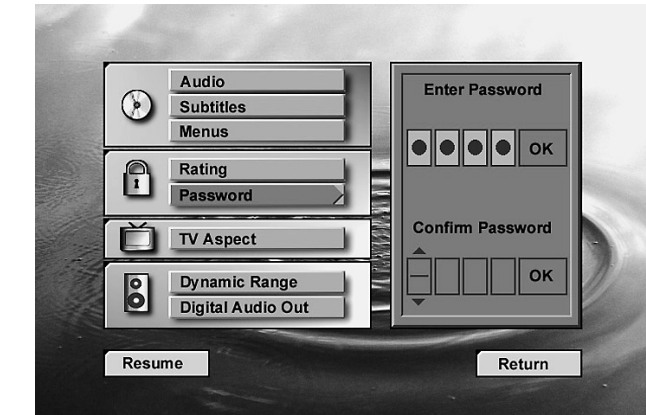 Audio
Subtitles
Menus
Rating
Password
TV Aspect
Dynamic Range
Digital Audio Out
Enter Password
OK
Confirm Password
OK
Resume
Return